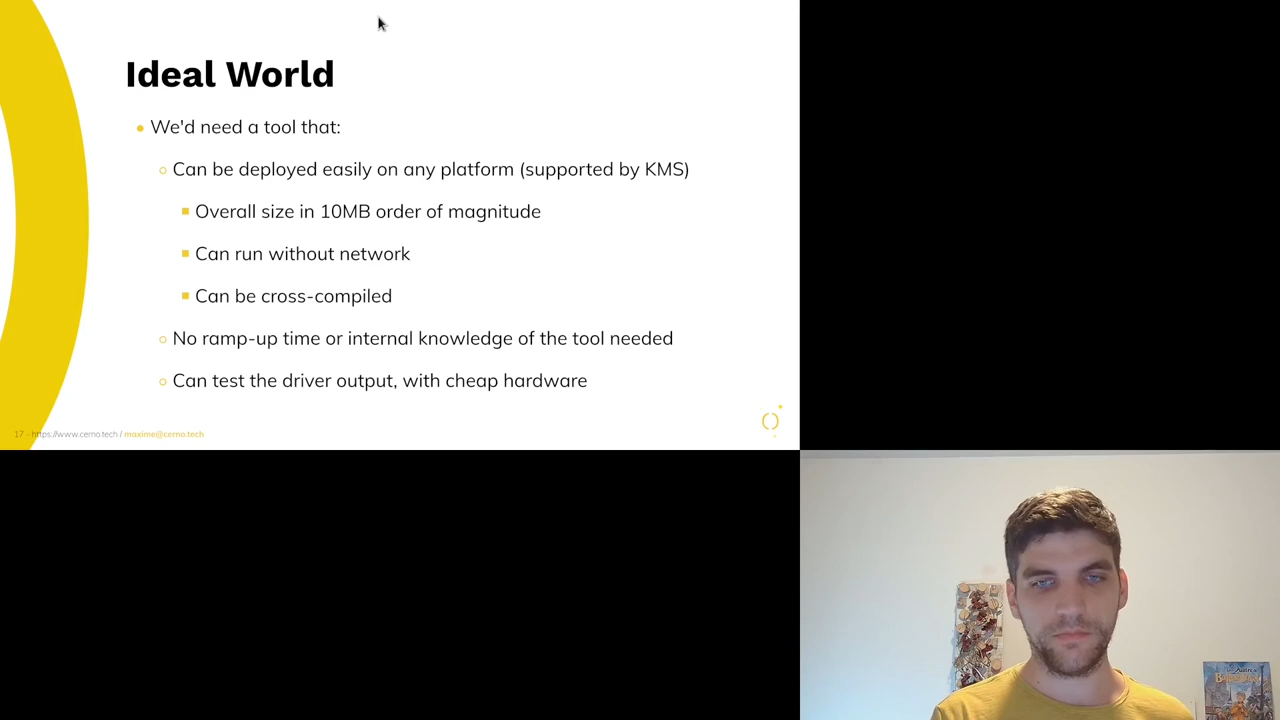 Ideal World
We'd need a tool that:
Can be deployed easily on any platform (supported by KMS)
Overall size in 10MB order of magnitude
Can run without network
Can be cross-compiled
No ramp-up time or internal knowledge of the tool needed
Can test the driver output, with cheap hardware
17 - https://www.cerno.tech / maxime@cerno.tech